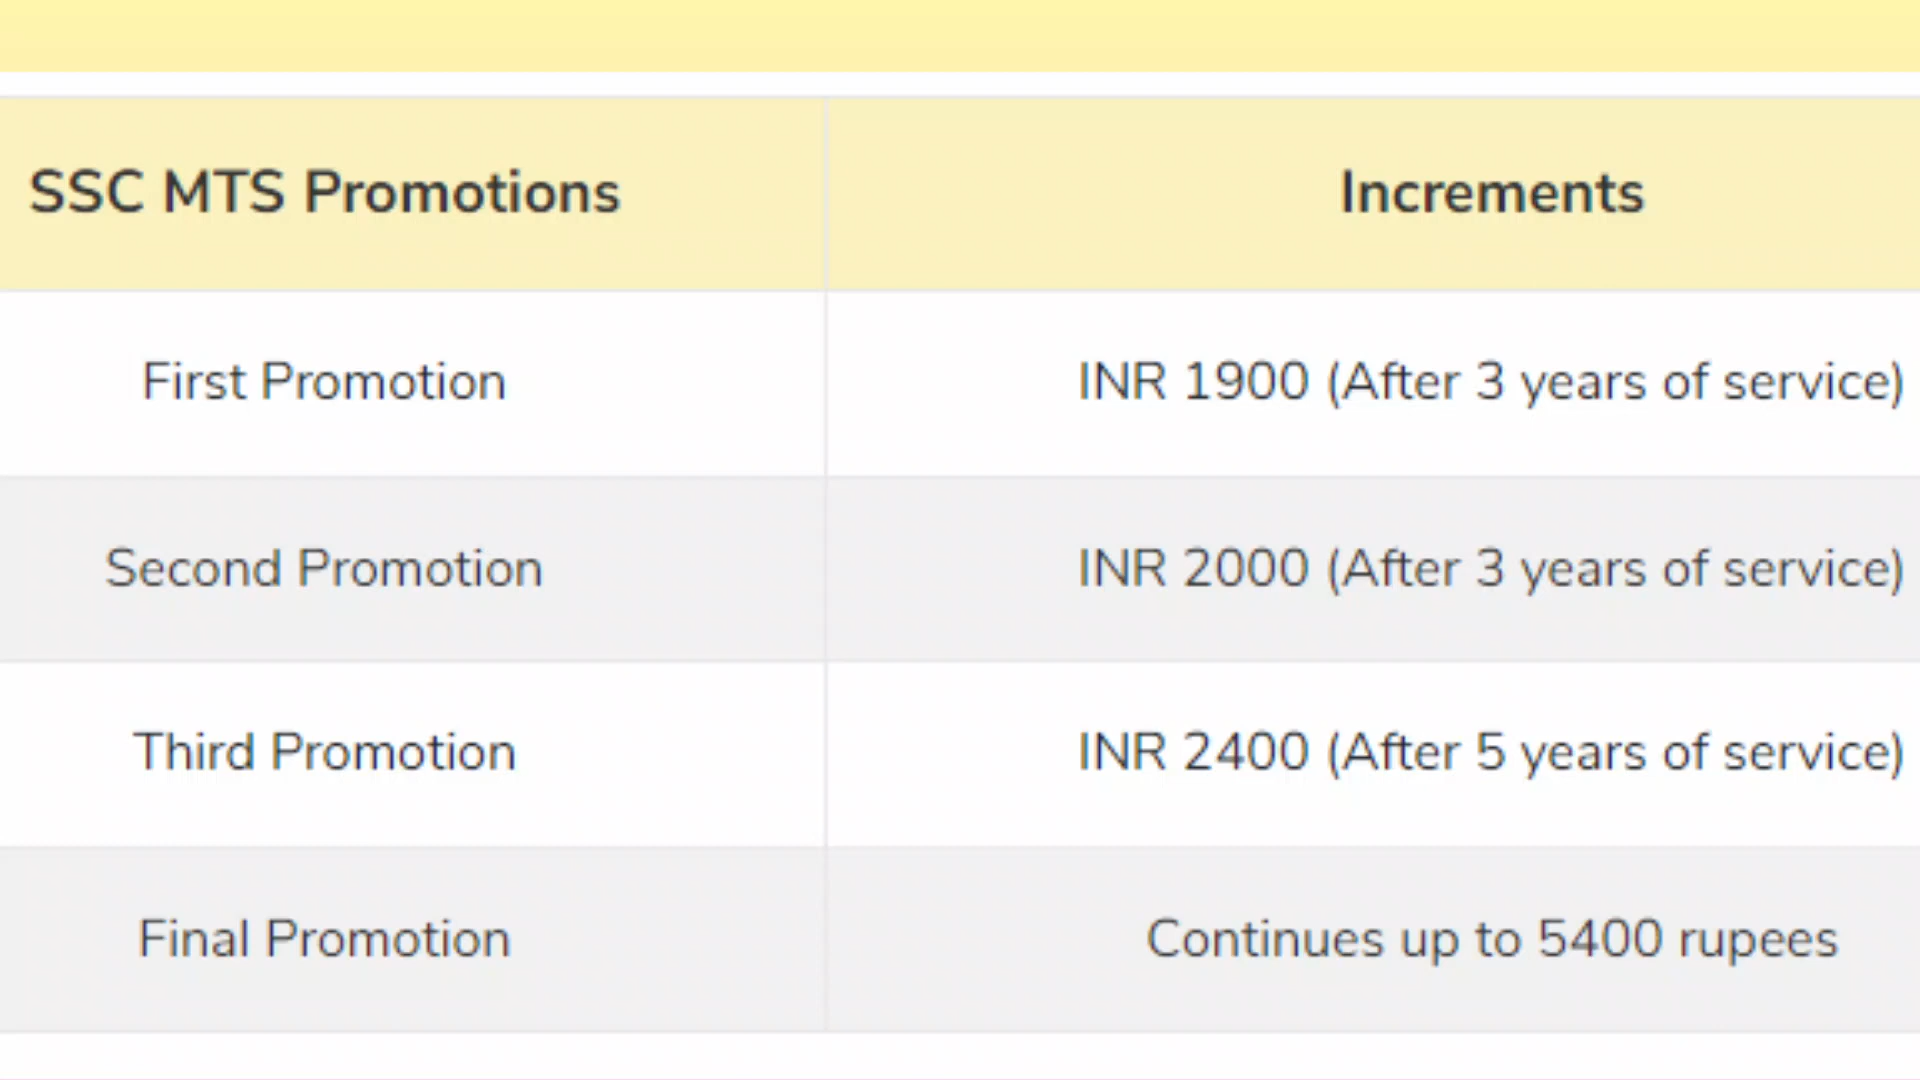 SSC MTS Promotions Increments
First Promotion INR 1900 (After 3 years of service)
Second Promotion INR 2000 (After 3 years of service)
Third Promotion INR 2400 (After 5 years of service)
Final Promotion Continues up to 5400 rupees